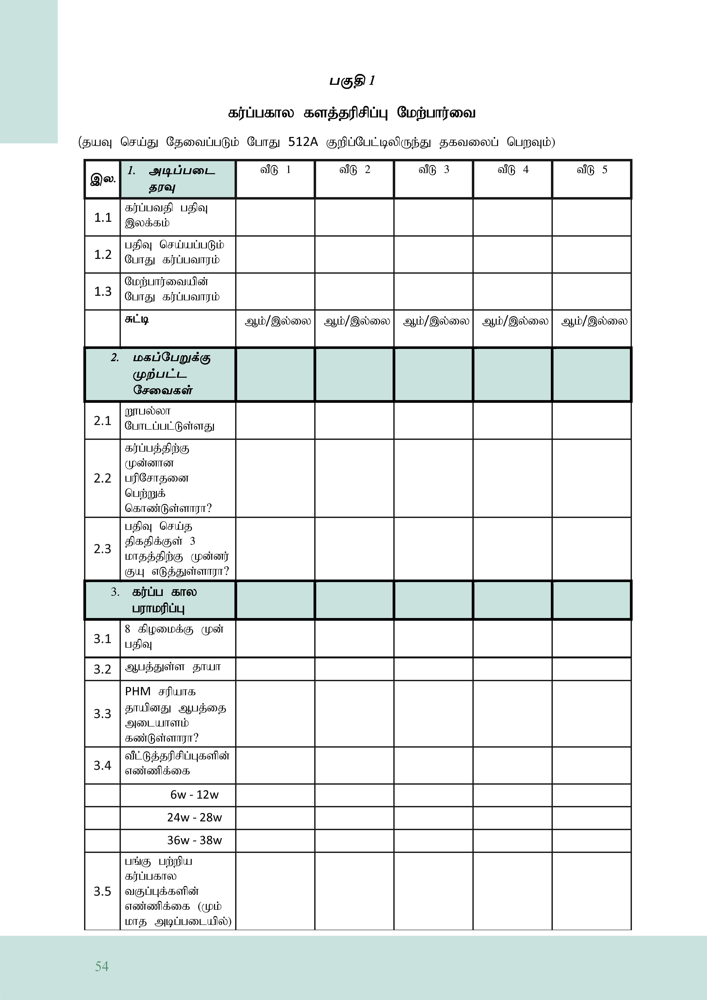 பகுதி 1
கர்ப்பகால களத்தரிசிப்பு மேற்பார்வை
(தயவு செய்து தேவைப்படும் போது 512A குறிப்பேட்டிலிருந்து தகவலைப் பெறவும்)
இல.
1. அடிப்படை
தரவு
வீடு 1
வீடு 2
வீடு 3
வீடு 4
வீடு 5
1.1
கர்ப்பவதி பதிவு
இலக்கம்
1.2
பதிவு செய்யப்படும்
போது கர்ப்பவாரம்
1.3
மேற்பார்வையின்
போது கர்ப்பவாரம்
சுட்டி
ஆம்/இல்லை
ஆம்/இல்லை
ஆம்/இல்லை
ஆம்/இல்லை
ஆம்/இல்லை
2. மகப்பேறுக்கு
முற்பட்ட
சேவைகள்
2.1
றூபல்லா
போடப்பட்டுள்ளது
2.2
கர்ப்பத்திற்கு
முன்னான
பரிசோதனை
பெற்றுக்
கொண்டுள்ளாரா?
2.3
பதிவு செய்த
திகதிக்குள் 3
மாதத்திற்கு முன்னர்
குயு எடுத்துள்ளாரா?
3. கர்ப்ப கால
பராமரிப்பு
3.1
8 கிழமைக்கு முன்
பதிவு
3.2
ஆபத்துள்ள தாயா
3.3
PHM சரியாக
தாயினது ஆபத்தை
அடையாளம்
கண்டுள்ளாரா?
3.4
வீட்டுத்தரிசிப்புகளின்
எண்ணிக்கை
6w - 12w
24w - 28w
36w - 38w
3.5
பங்கு பற்றிய
கர்ப்பகால
வகுப்புக்களின்
எண்ணிக்கை (மும்
மாத அடிப்படையில்)
54